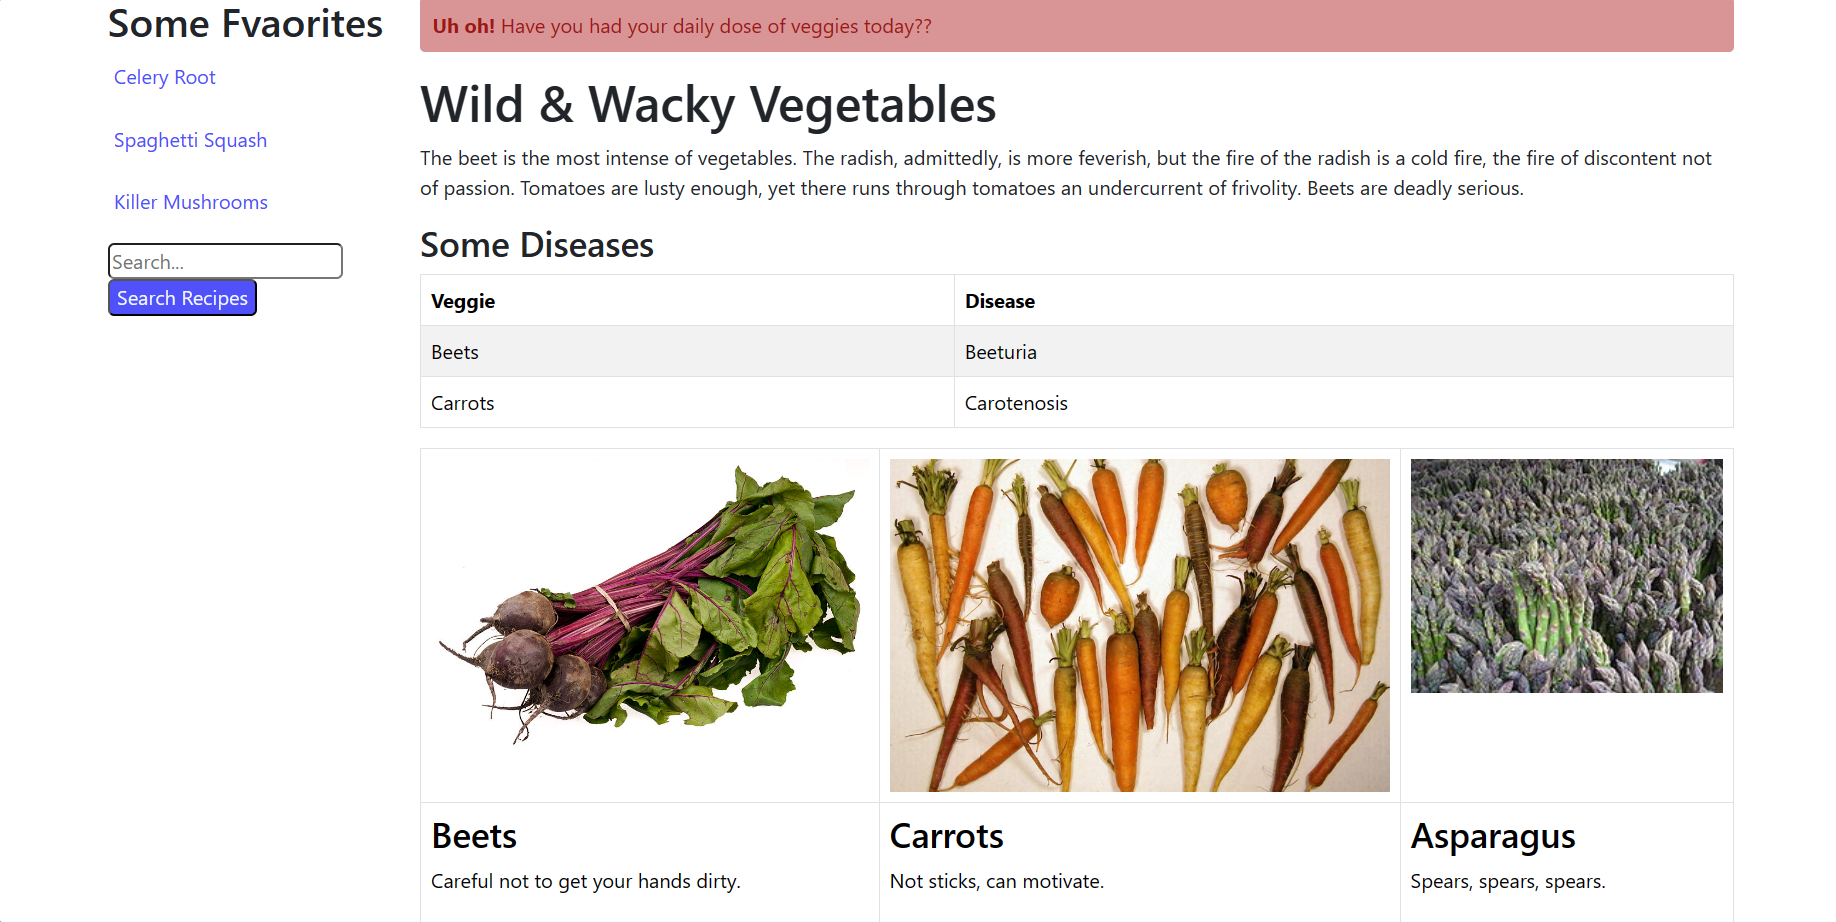 Some Fvaorites
Celery Root
Spaghetti Squash
Killer Mushrooms
Search...
Search Recipes
Uh oh! Have you had your daily dose of veggies today??
Wild & Wacky Vegetables
The beet is the most intense of vegetables. The radish, admittedly, is more feverish, but the fire of the radish is a cold fire, the fire of discontent not
of passion. Tomatoes are lusty enough, yet there runs through tomatoes an undercurrent of frivolity. Beets are deadly serious.
Some Diseases
Veggie Disease
Beets Beeturia
Carrots Carotenosis
Beets Carrots Asparagus
Careful not to get your hands dirty. Not sticks, can motivate. Spears, spears, spears.